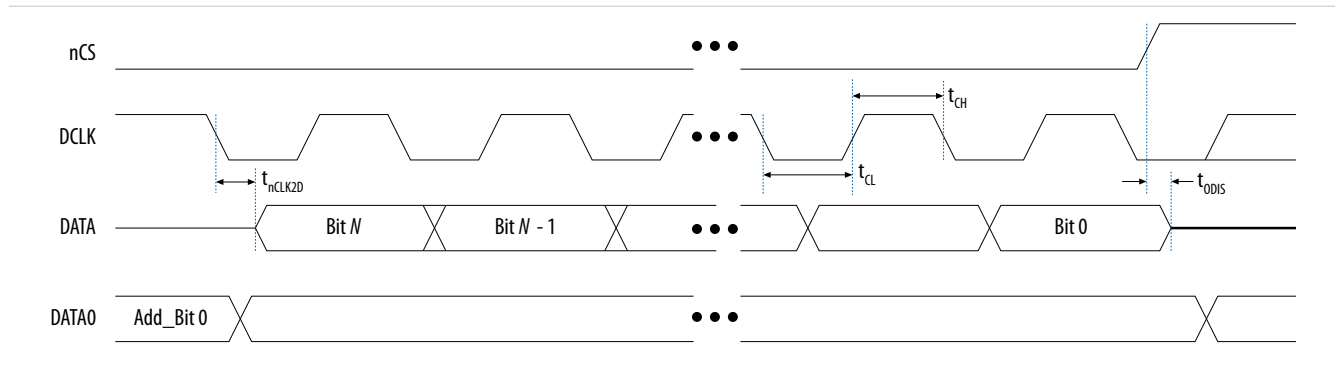 nCS
tCH
DCLK
tCL
tnCLK2D
tODIS
DATA
Bit N
Bit N - 1
Bit 0
DATA0
Add_Bit 0